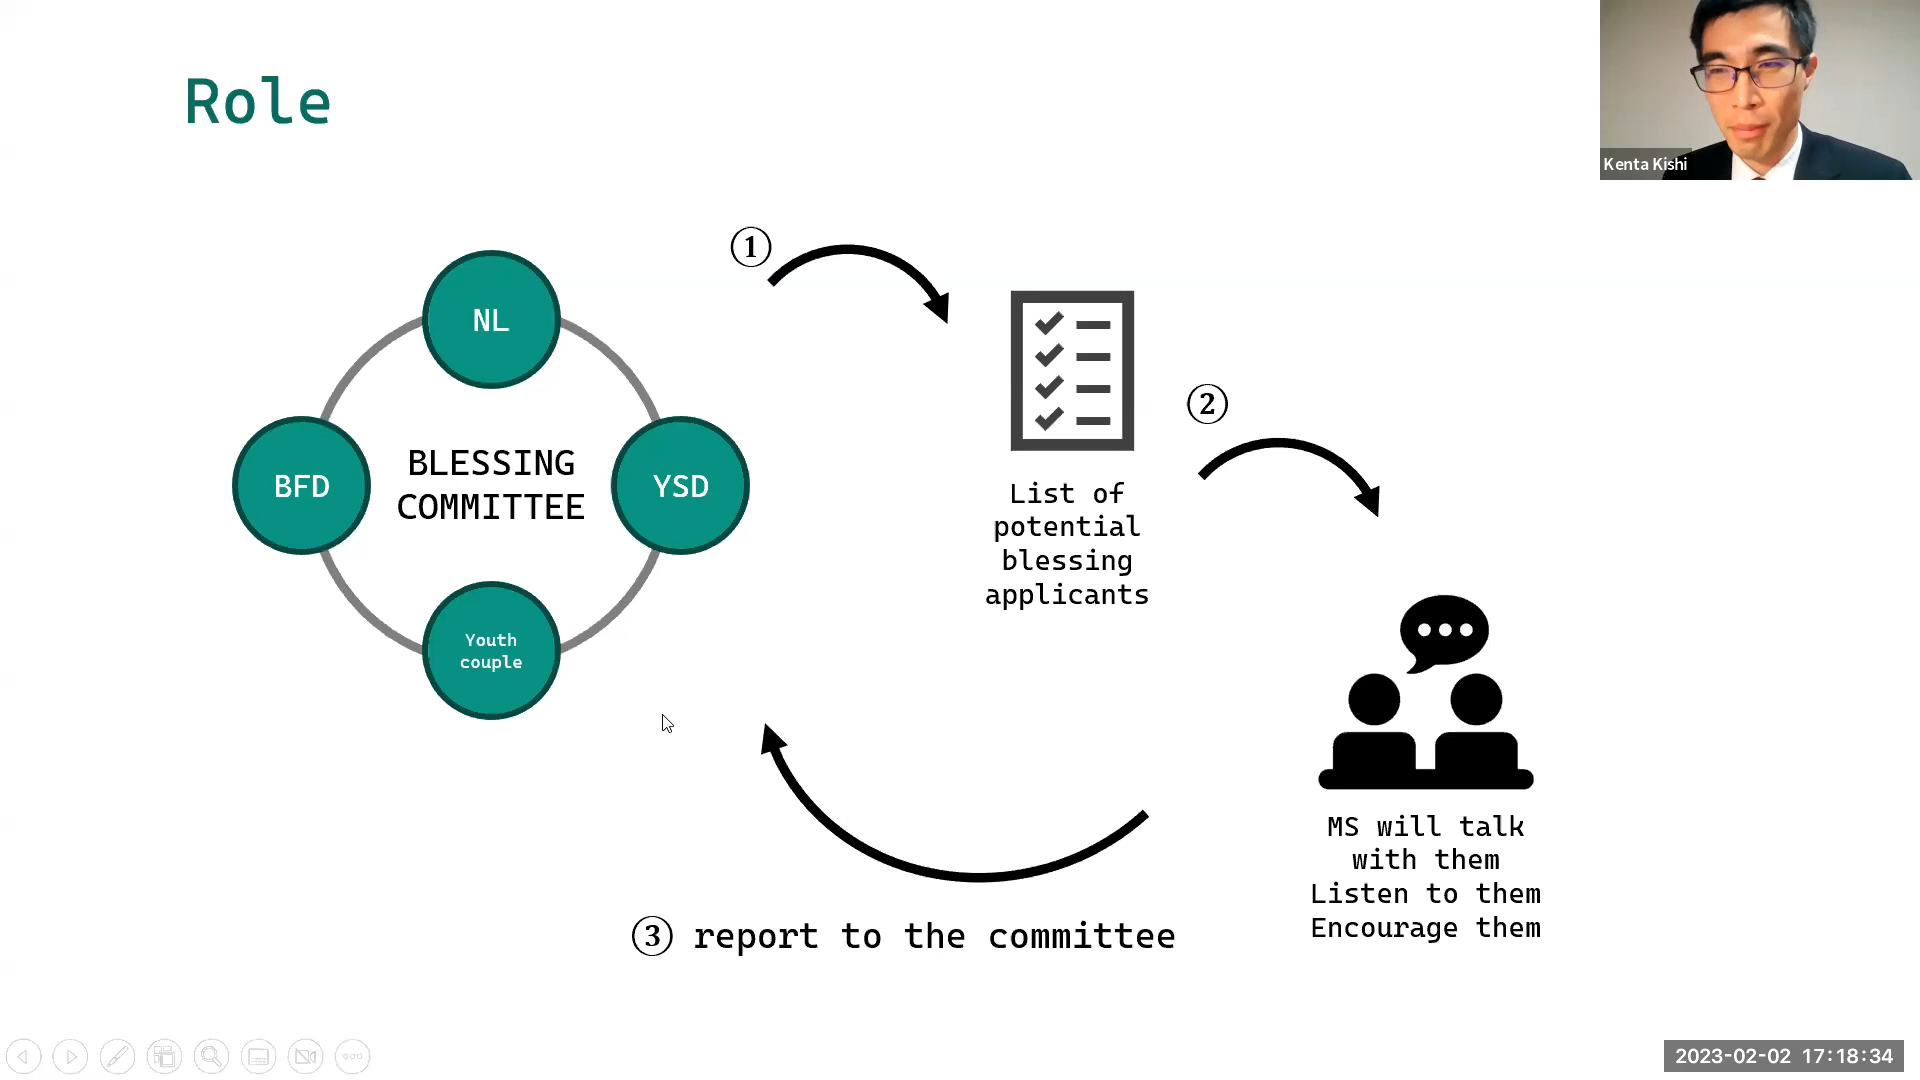 Role
Kenta Kishi
①
NL
BFD
BLESSING
COMMITTEE
YSD
Youth
couple
List of
potential
blessing
applicants
②
MS will talk
with them
Listen to them
Encourage them
③ report to the committee
2023-02-02 17:18:34